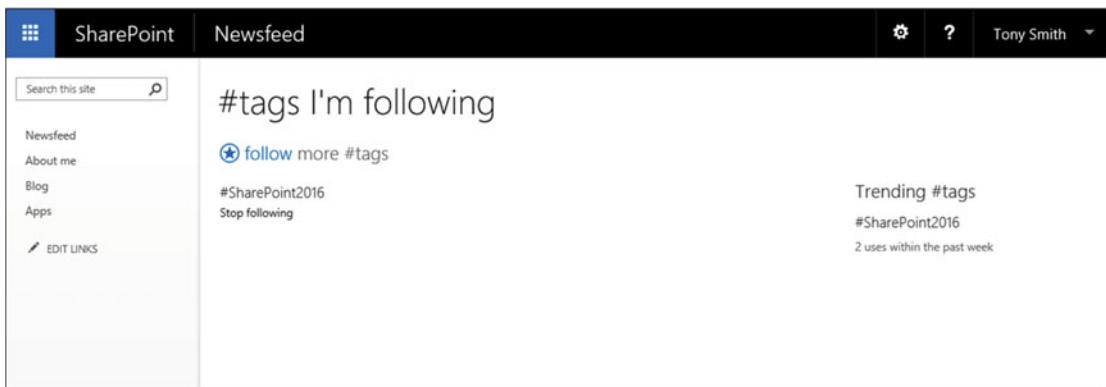 SharePoint Newsfeed ? Tony Smith
Search this site
Newsfeed
About me
Blog
Apps
EDIT LINKS
#tags I'm following
follow more #tags
#SharePoint2016
Stop following
Trending #tags
#SharePoint2016
2 uses within the past week